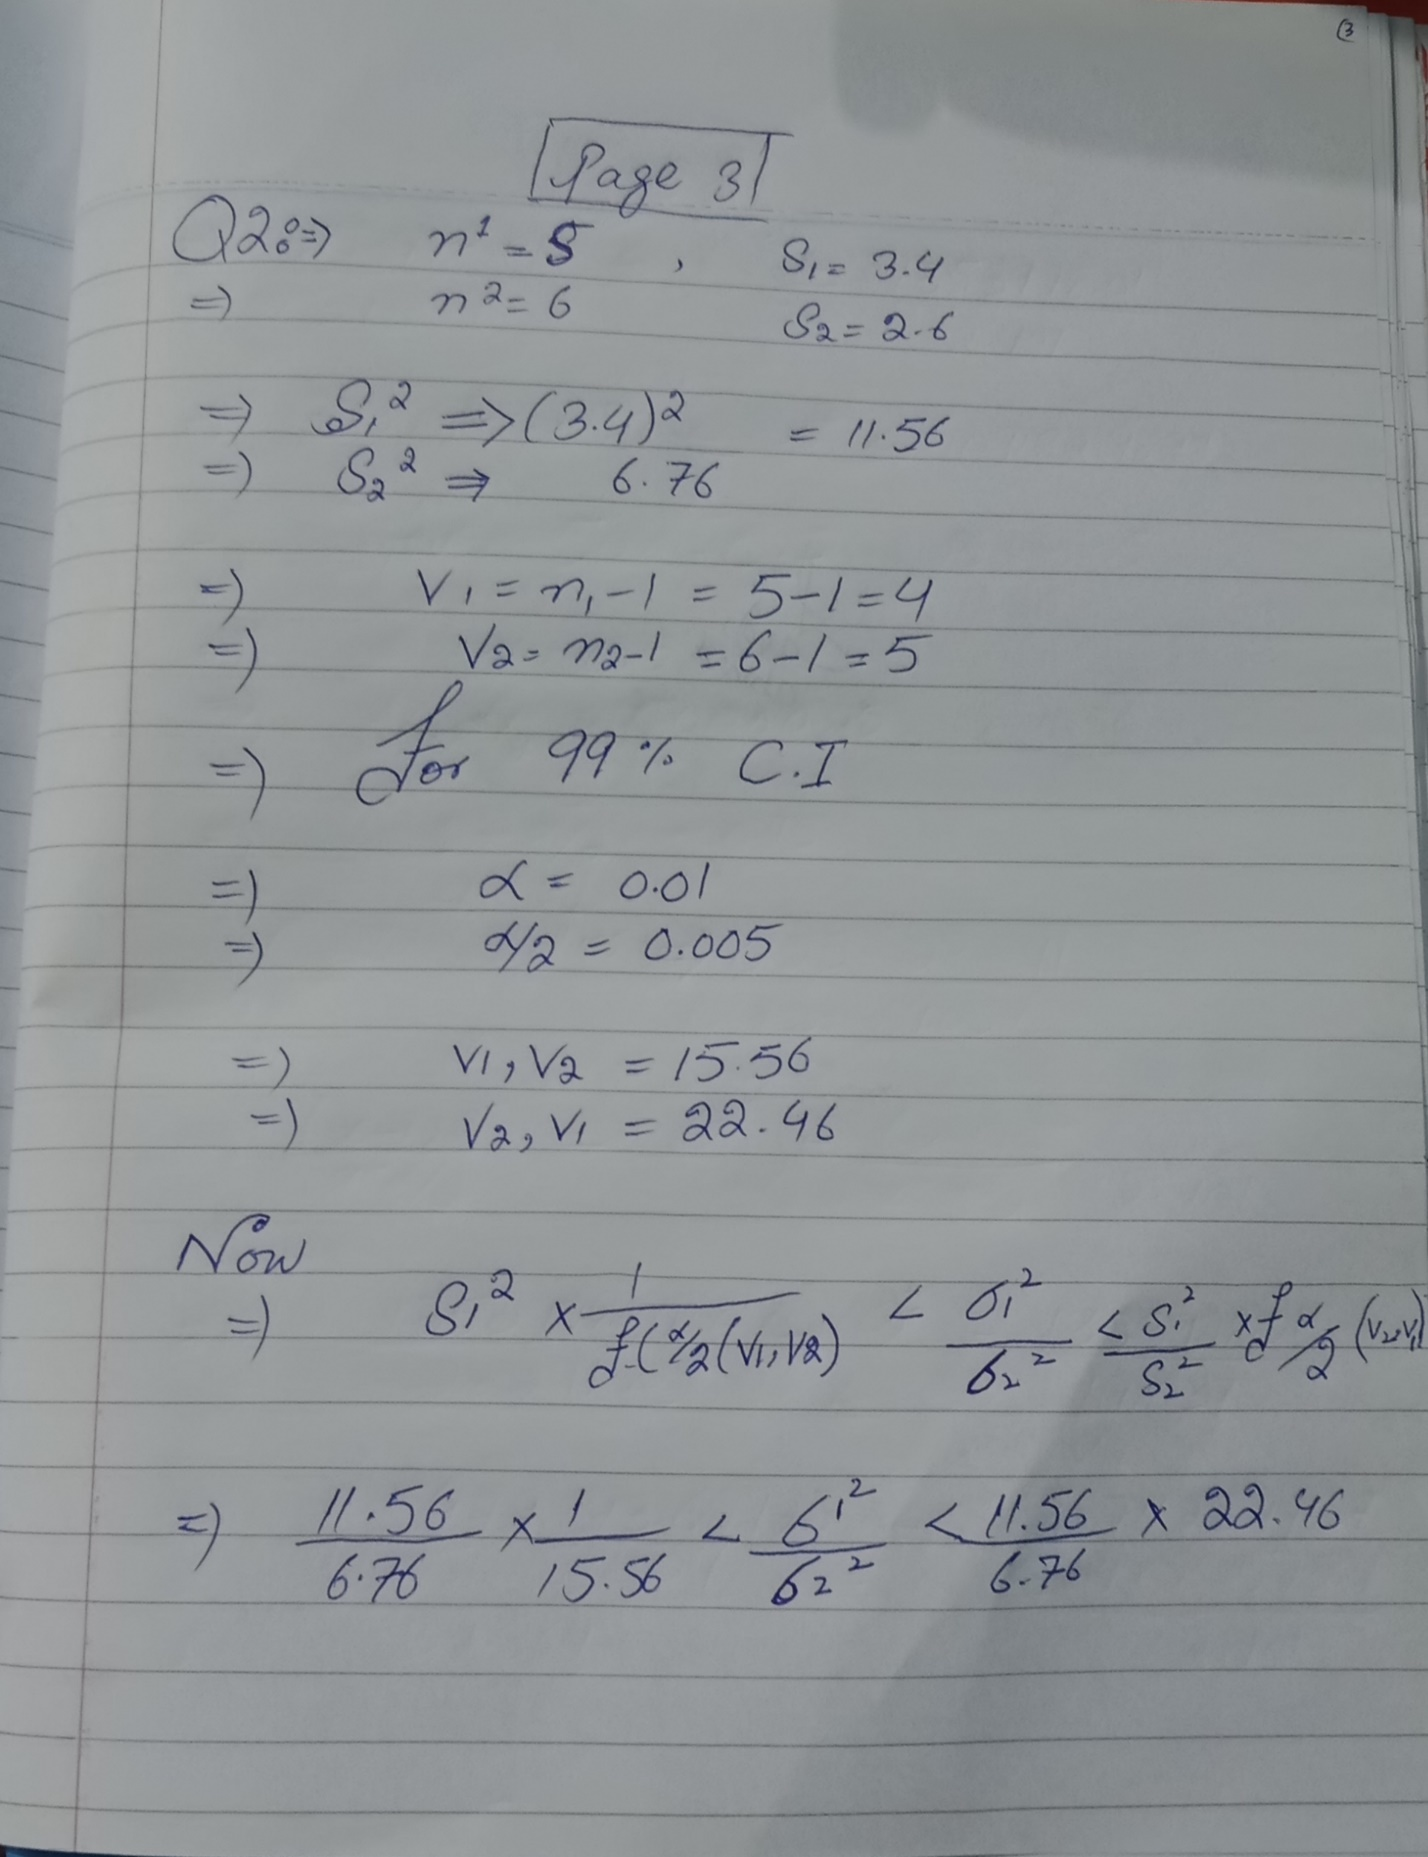 3
Page 3
Q2:⇒ n¹ = 5 , S₁ = 3.4
⇒ n² = 6 S₂ = 2.6
⇒ S₁² ⇒ (3.4)² = 11.56
⇒ S₂² ⇒ 6.76
⇒ V₁ = n₁-1 = 5-1 = 4
⇒ V₂ = n₂-1 = 6-1 = 5
⇒ for 99% C.I
⇒ α = 0.01
⇒ α/2 = 0.005
⇒ V1, V2 = 15.56
⇒ V2, V1 = 22.46
Now
⇒ S₁² × 1/f(α/2(V1,V2) < σ₁²/σ₂² < S₁²/S₂² × f α/2 (V2,V1)
⇒ 11.56/6.76 × 1/15.56 < σ₁²/σ₂² < 11.56/6.76 × 22.46